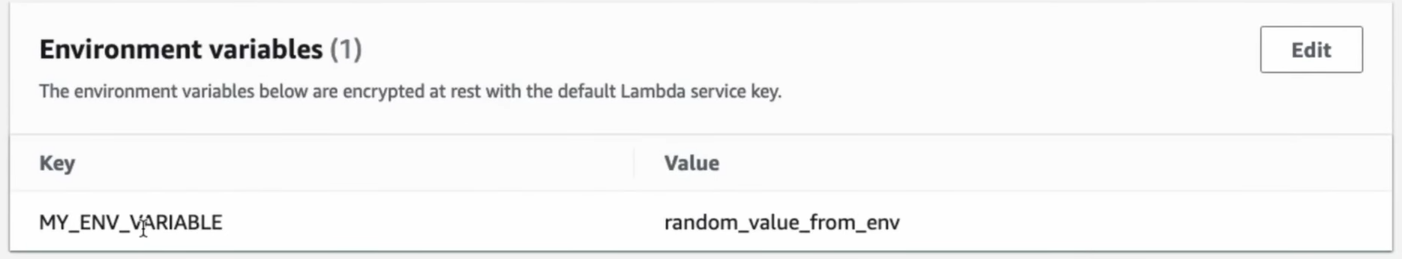 Environment variables (1)
Edit
The environment variables below are encrypted at rest with the default Lambda service key.
Key Value
MY_ENV_VARIABLE random_value_from_env